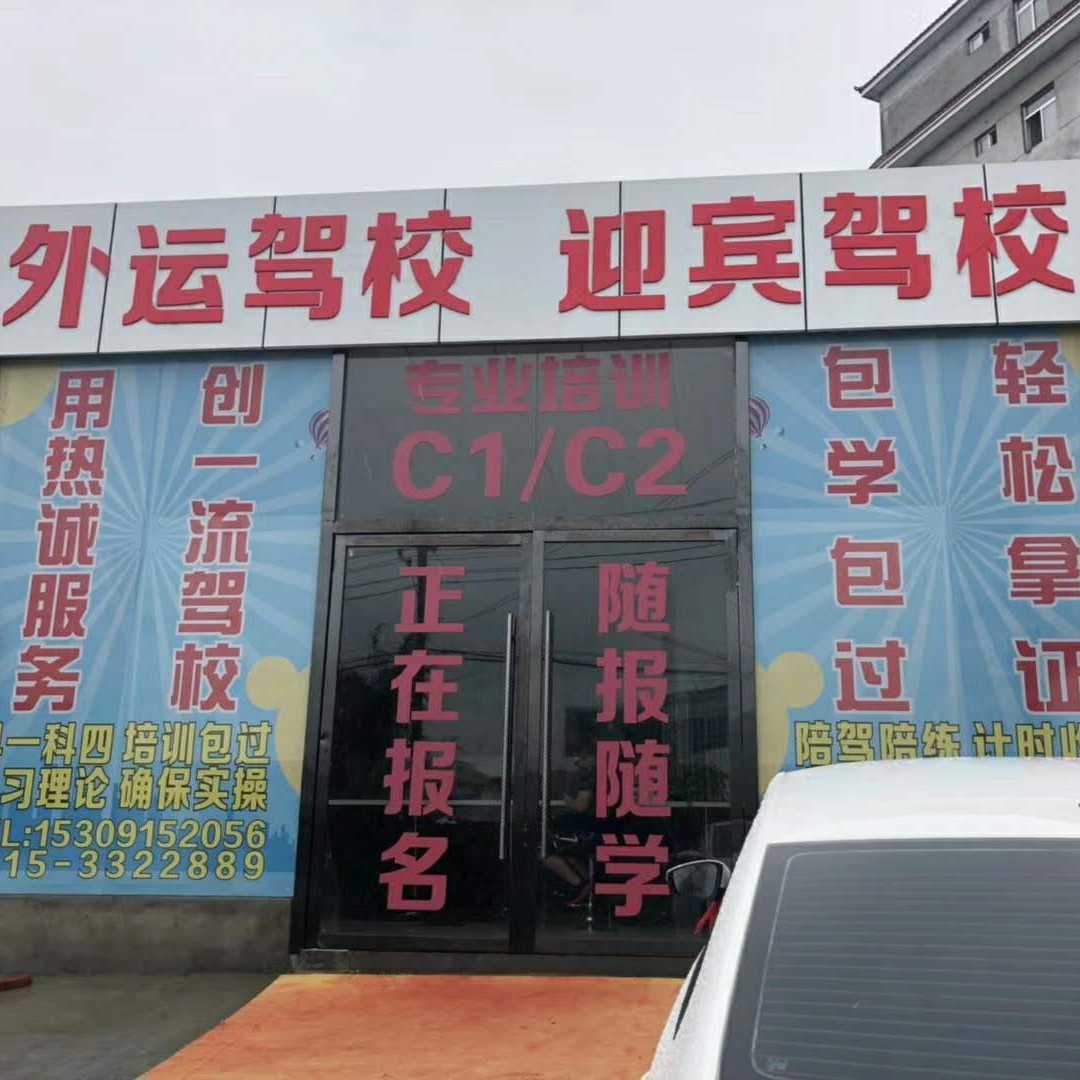 外运驾校 迎宾驾校
专业培训
C1/C2
创一流驾校
用热诚服务
一科四 培训包过
习理论 确保实操
L:15309152056
15-3322889
正在报名
随报随学
轻松拿证
包学包过
陪驾陪练 计时